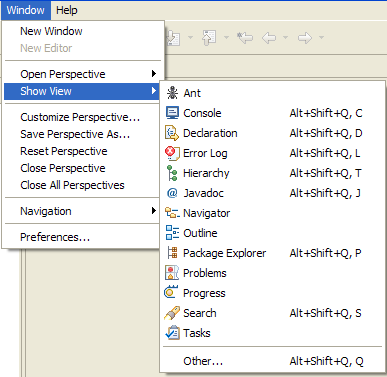 Window Help
New Window
New Editor
Open Perspective
Show View
Customize Perspective...
Save Perspective As...
Reset Perspective
Close Perspective
Close All Perspectives
Navigation
Preferences...
Ant
Console Alt+Shift+Q, C
Declaration Alt+Shift+Q, D
Error Log Alt+Shift+Q, L
Hierarchy Alt+Shift+Q, T
@ Javadoc Alt+Shift+Q, J
Navigator
Outline
Package Explorer Alt+Shift+Q, P
Problems
Progress
Search Alt+Shift+Q, S
Tasks
Other... Alt+Shift+Q, Q